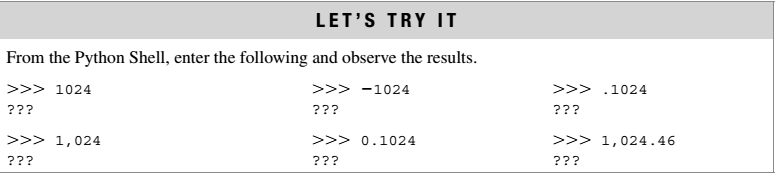 LET'S TRY IT
From the Python Shell, enter the following and observe the results.
>>> 1024 >>> −1024 >>> .1024
??? ??? ???
>>> 1,024 >>> 0.1024 >>> 1,024.46
??? ??? ???